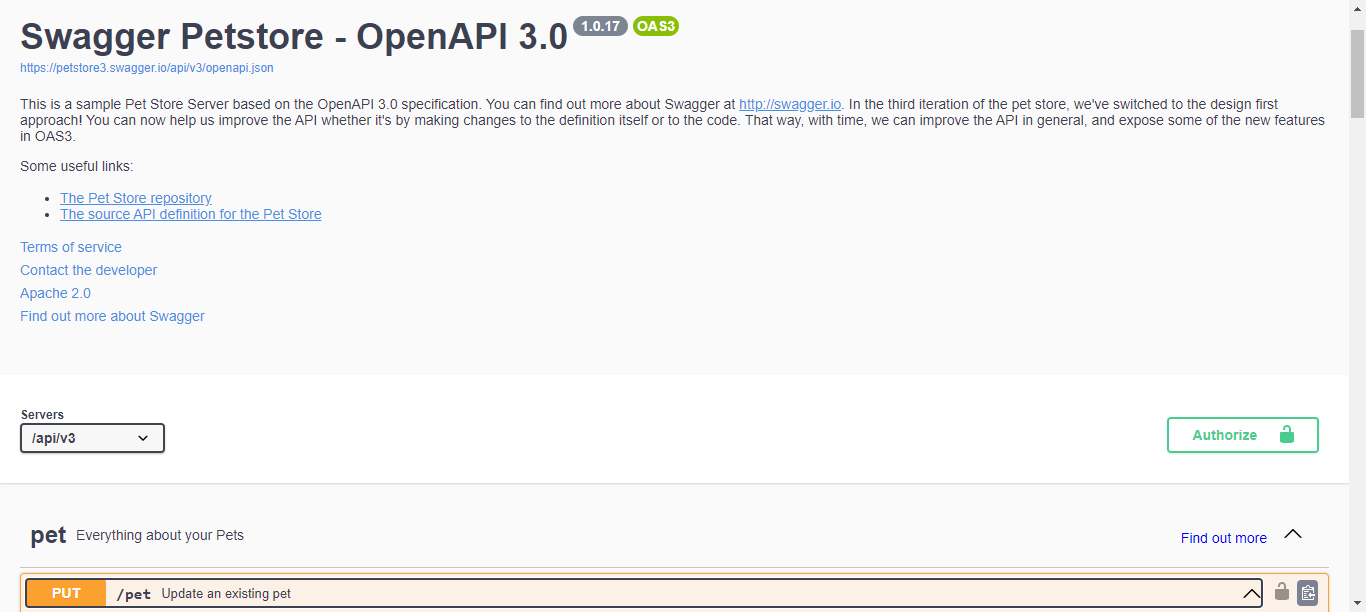 Swagger Petstore - OpenAPI 3.0 1.0.17 OAS3
https://petstore3.swagger.io/api/v3/openapi.json
This is a sample Pet Store Server based on the OpenAPI 3.0 specification. You can find out more about Swagger at http://swagger.io. In the third iteration of the pet store, we've switched to the design first
approach! You can now help us improve the API whether it's by making changes to the definition itself or to the code. That way, with time, we can improve the API in general, and expose some of the new features
in OAS3.
Some useful links:
• The Pet Store repository
• The source API definition for the Pet Store
Terms of service
Contact the developer
Apache 2.0
Find out more about Swagger
Servers
/api/v3
Authorize
pet Everything about your Pets
Find out more
PUT /pet Update an existing pet